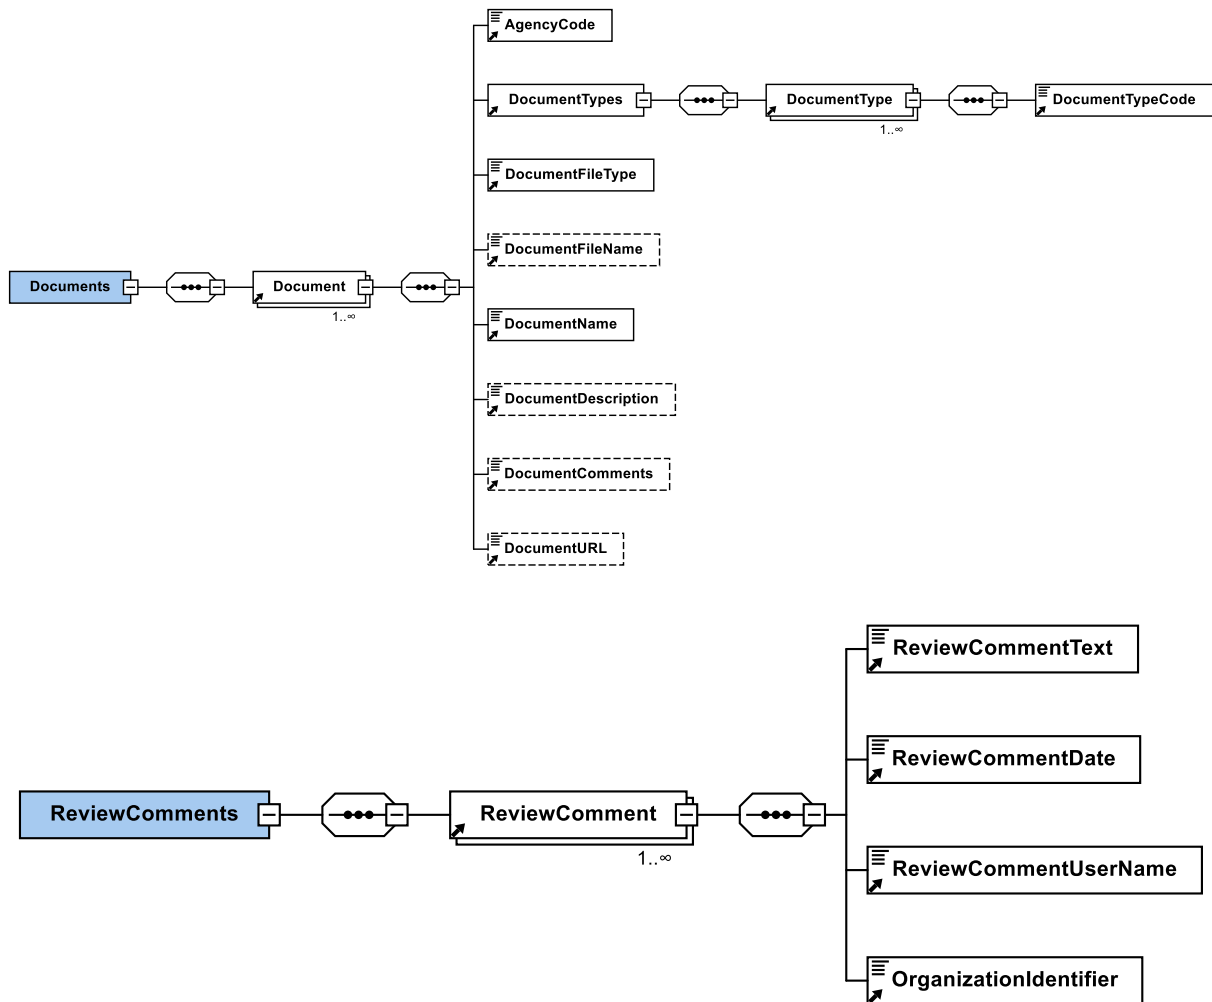 AgencyCode
DocumentTypes
DocumentType
1..∞
DocumentTypeCode
DocumentFileType
DocumentFileName
Documents
Document
1..∞
DocumentName
DocumentDescription
DocumentComments
DocumentURL
ReviewCommentText
ReviewCommentDate
ReviewComments
ReviewComment
1..∞
ReviewCommentUserName
OrganizationIdentifier